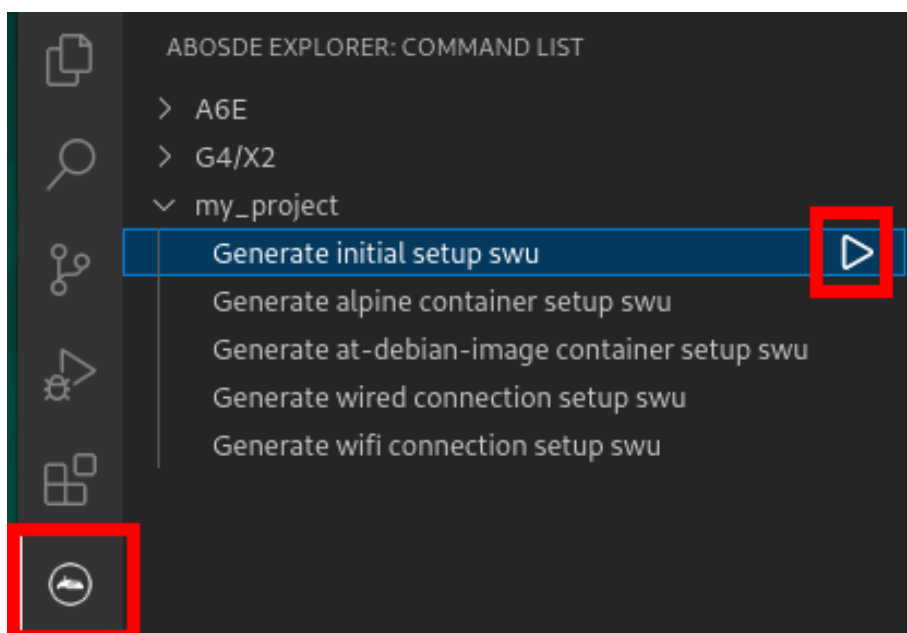 ABOSDE EXPLORER: COMMAND LIST
A6E
G4/X2
my_project
Generate initial setup swu
Generate alpine container setup swu
Generate at-debian-image container setup swu
Generate wired connection setup swu
Generate wifi connection setup swu